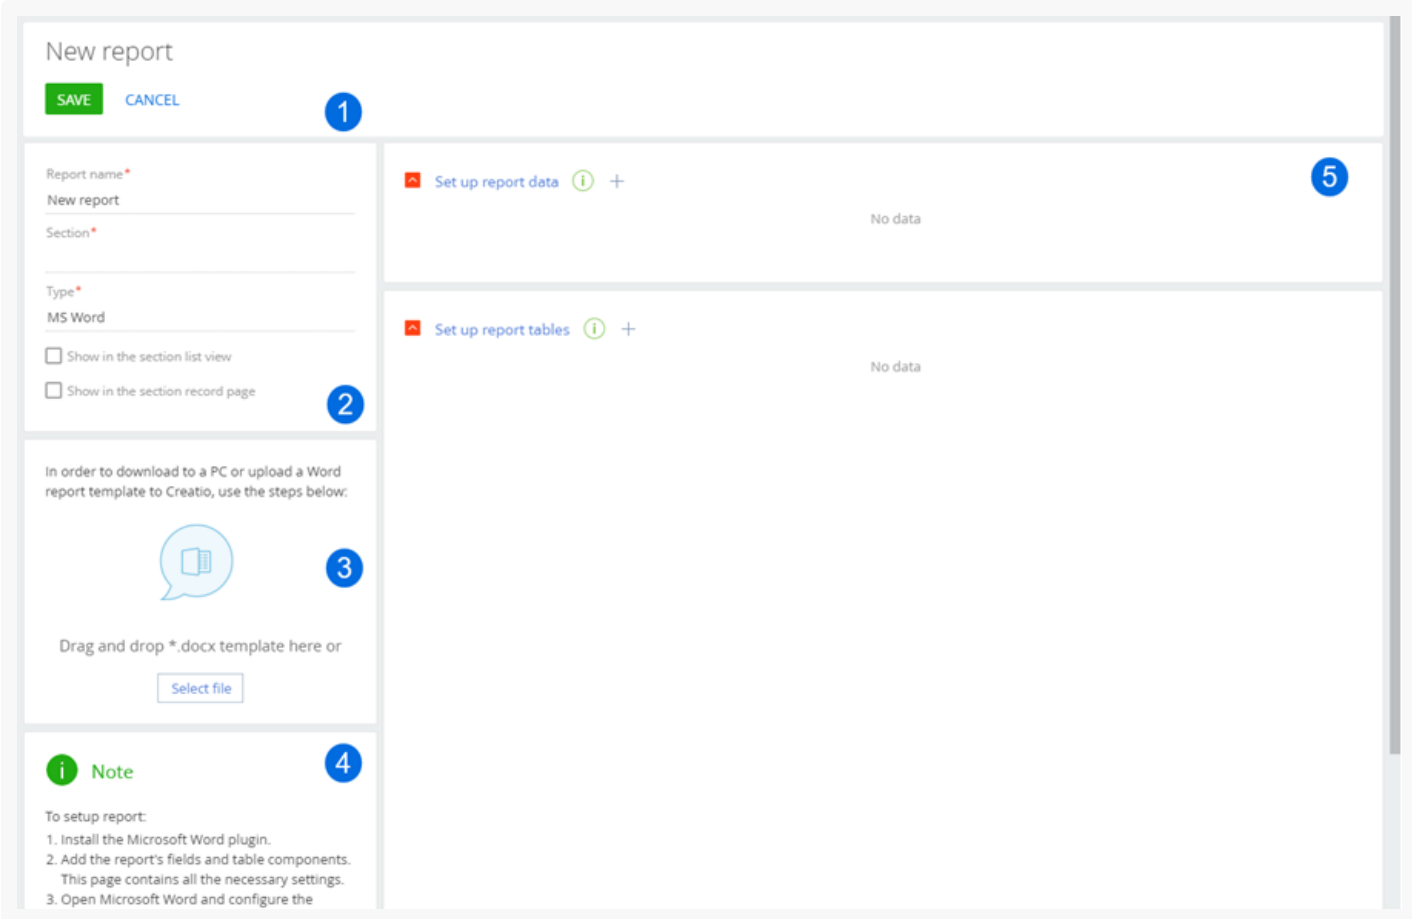 New report
SAVE CANCEL
1
Report name*
New report
Section*
Type*
MS Word
Show in the section list view
Show in the section record page
2
In order to download to a PC or upload a Word
report template to Creatio, use the steps below:
3
Drag and drop *.docx template here or
Select file
i Note
4
To setup report:
1. Install the Microsoft Word plugin.
2. Add the report's fields and table components.
This page contains all the necessary settings.
3. Open Microsoft Word and configure the
Set up report data i +
5
No data
Set up report tables i +
No data